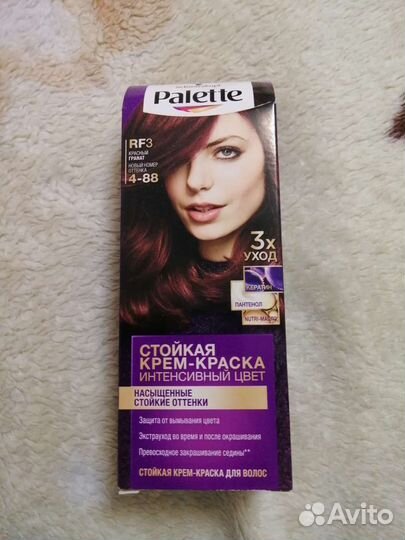 Palette
RF3
КРАСНЫЙ
ГРАНАТ
НОВЫЙ НОМЕР
ОТТЕНКА
4-88
3x
УХОД
КЕРАТИН
ПАНТЕНОЛ
NUTRI-МАСЛО
СТОЙКАЯ
КРЕМ-КРАСКА
ИНТЕНСИВНЫЙ ЦВЕТ
НАСЫЩЕННЫЕ
СТОЙКИЕ ОТТЕНКИ
Защита от вымывания цвета
Экстрауход во время и после окрашивания
Превосходное закрашивание седины**
СТОЙКАЯ КРЕМ-КРАСКА ДЛЯ ВОЛОС
Avito